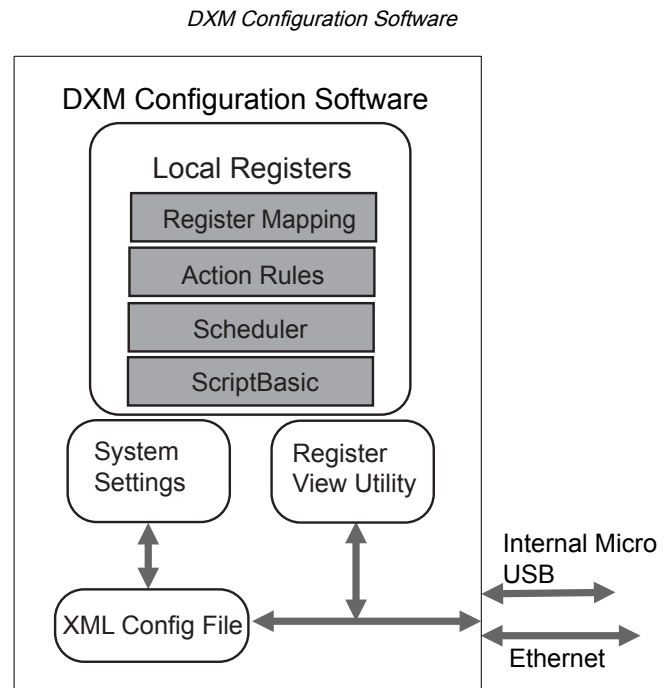 DXM Configuration Software
DXM Configuration Software
Local Registers
Register Mapping
Action Rules
Scheduler
ScriptBasic
System
Settings
Register
View Utility
XML Config File
Internal Micro
USB
Ethernet